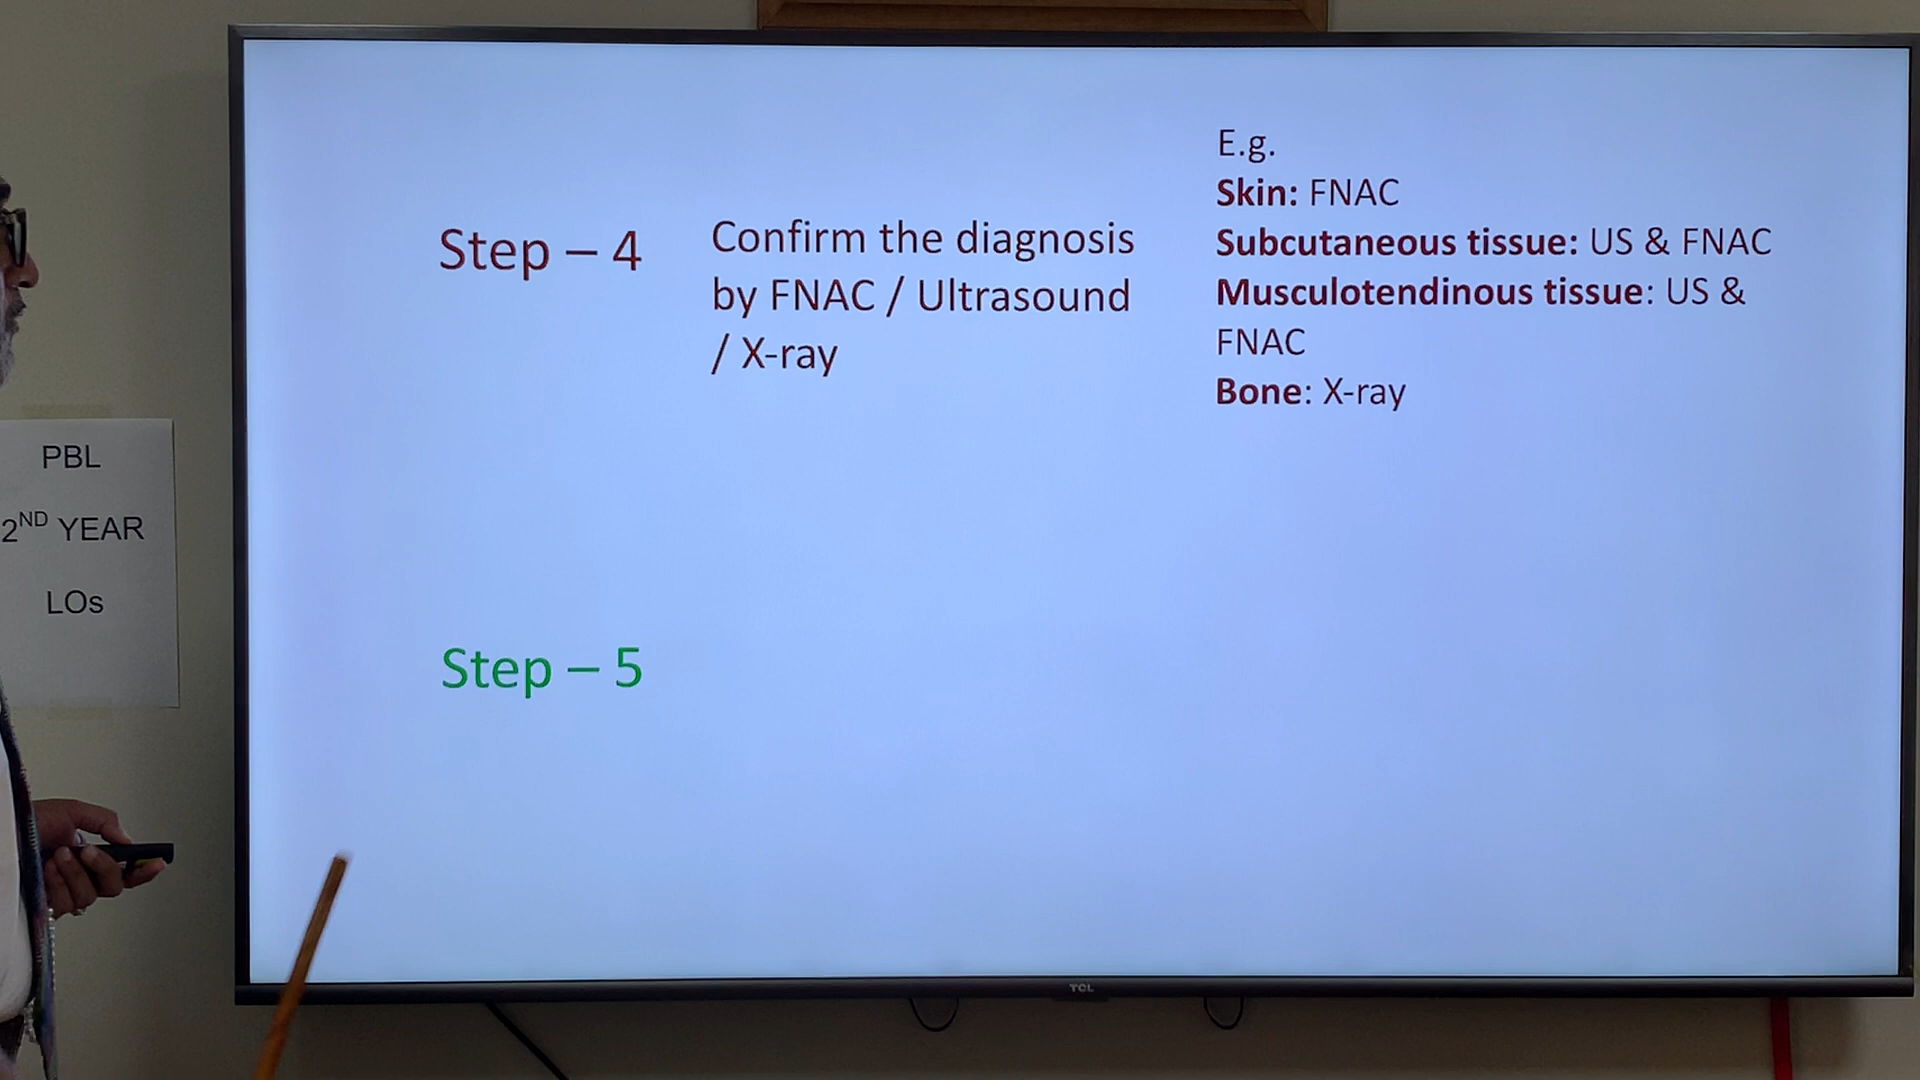 PBL
2ND YEAR
LOs
Step – 4
Confirm the diagnosis
by FNAC / Ultrasound
/ X-ray
E.g.
Skin: FNAC
Subcutaneous tissue: US & FNAC
Musculotendinous tissue: US &
FNAC
Bone: X-ray
Step – 5
TCL